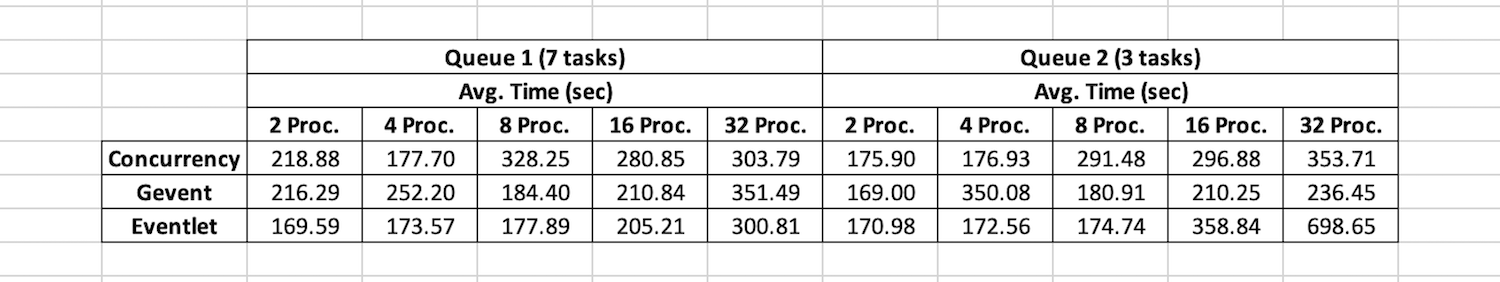 Queue 1 (7 tasks) Queue 2 (3 tasks)
Avg. Time (sec) Avg. Time (sec)
2 Proc. 4 Proc. 8 Proc. 16 Proc. 32 Proc. 2 Proc. 4 Proc. 8 Proc. 16 Proc. 32 Proc.
Concurrency 218.88 177.70 328.25 280.85 303.79 175.90 176.93 291.48 296.88 353.71
Gevent 216.29 252.20 184.40 210.84 351.49 169.00 350.08 180.91 210.25 236.45
Eventlet 169.59 173.57 177.89 205.21 300.81 170.98 172.56 174.74 358.84 698.65